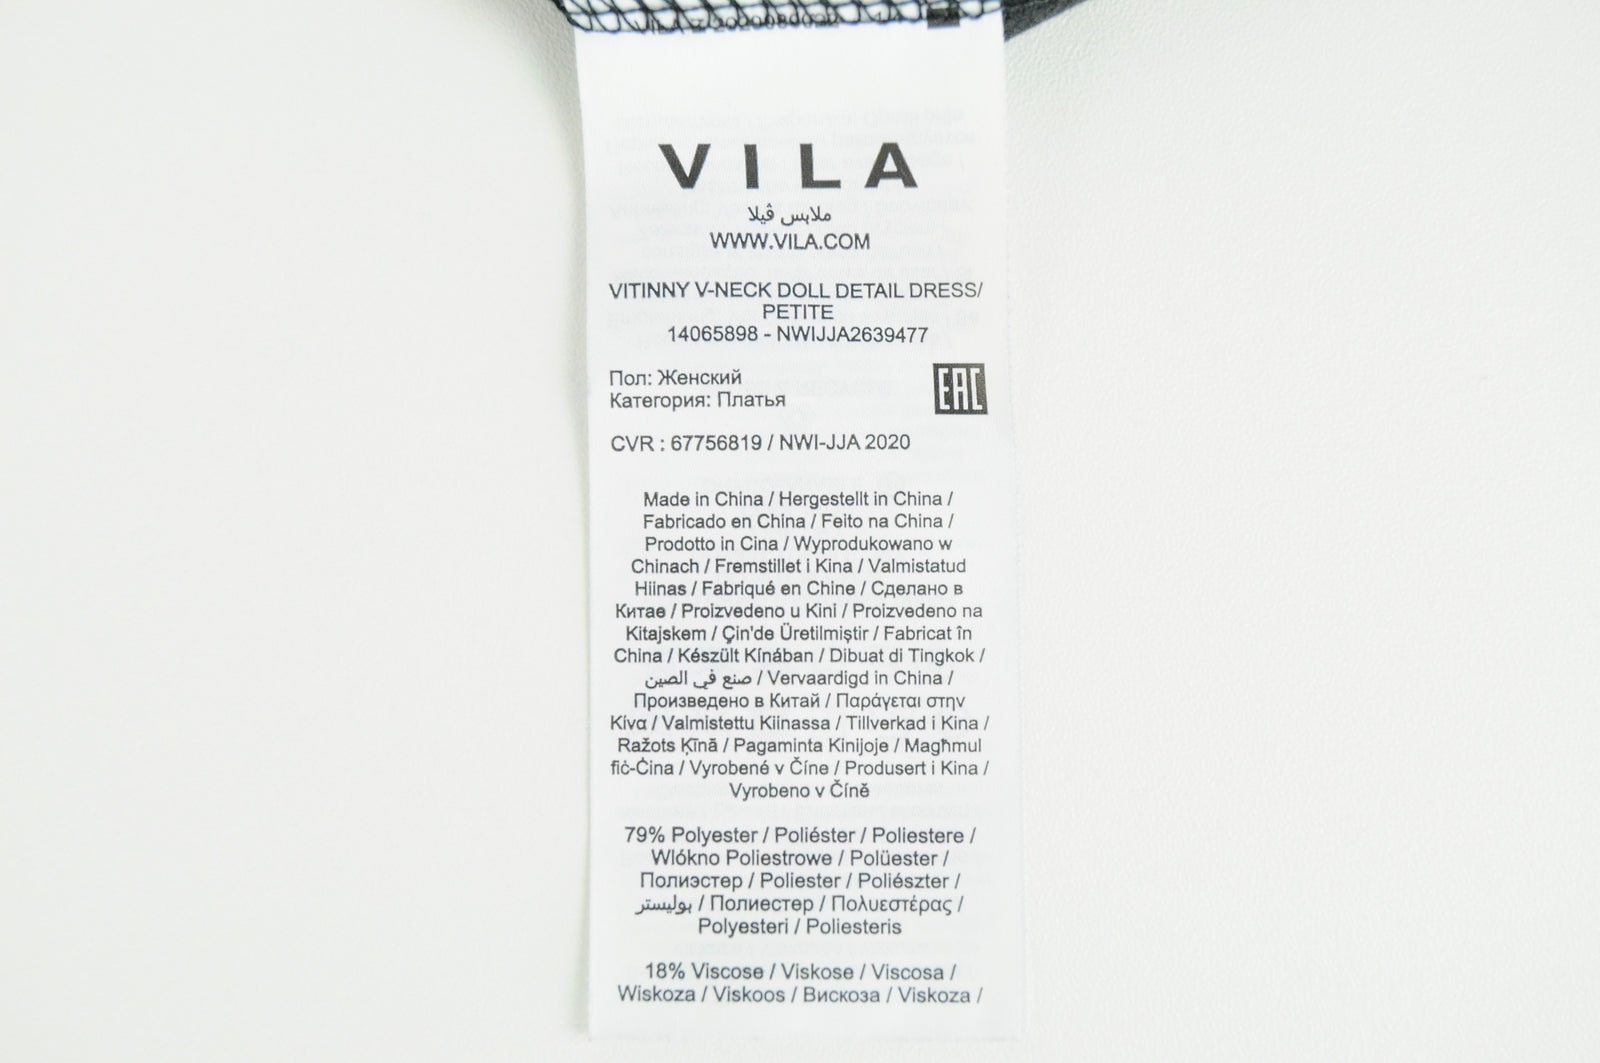 VILA
ملابس ڤيلا
WWW.VILA.COM
VITINNY V-NECK DOLL DETAIL DRESS/
PETITE
14065898 - NWIJJA2639477
Пол: Женский
Категория: Платья
EAC
CVR : 67756819 / NWI-JJA 2020
Made in China / Hergestellt in China /
Fabricado en China / Feito na China /
Prodotto in Cina / Wyprodukowano w
Chinach / Fremstillet i Kina / Valmistatud
Hiinas / Fabriqué en Chine / Сделано в
Китае / Proizvedeno u Kini / Proizvedeno na
Kitajskem / Çin'de Üretilmiştir / Fabricat în
China / Készült Kínában / Dibuat di Tingkok /
صنع في الصين / Vervaardigd in China /
Произведено в Китай / Παράγεται στην
Κίνα / Valmistettu Kiinassa / Tillverkad i Kina /
Ražots Ķīnā / Pagaminta Kinijoje / Magħmul
fiċ-Ċina / Vyrobené v Číne / Produsert i Kina /
Vyrobeno v Číně
79% Polyester / Poliéster / Poliestere /
Wlókno Poliestrowe / Polüester /
Полиэстер / Poliester / Poliészter /
بوليستر / Полиестер / Πολυεστέρας /
Polyesteri / Poliesteris
18% Viscose / Viskose / Viscosa /
Wiskoza / Viskoos / Вискоза / Viskoza /